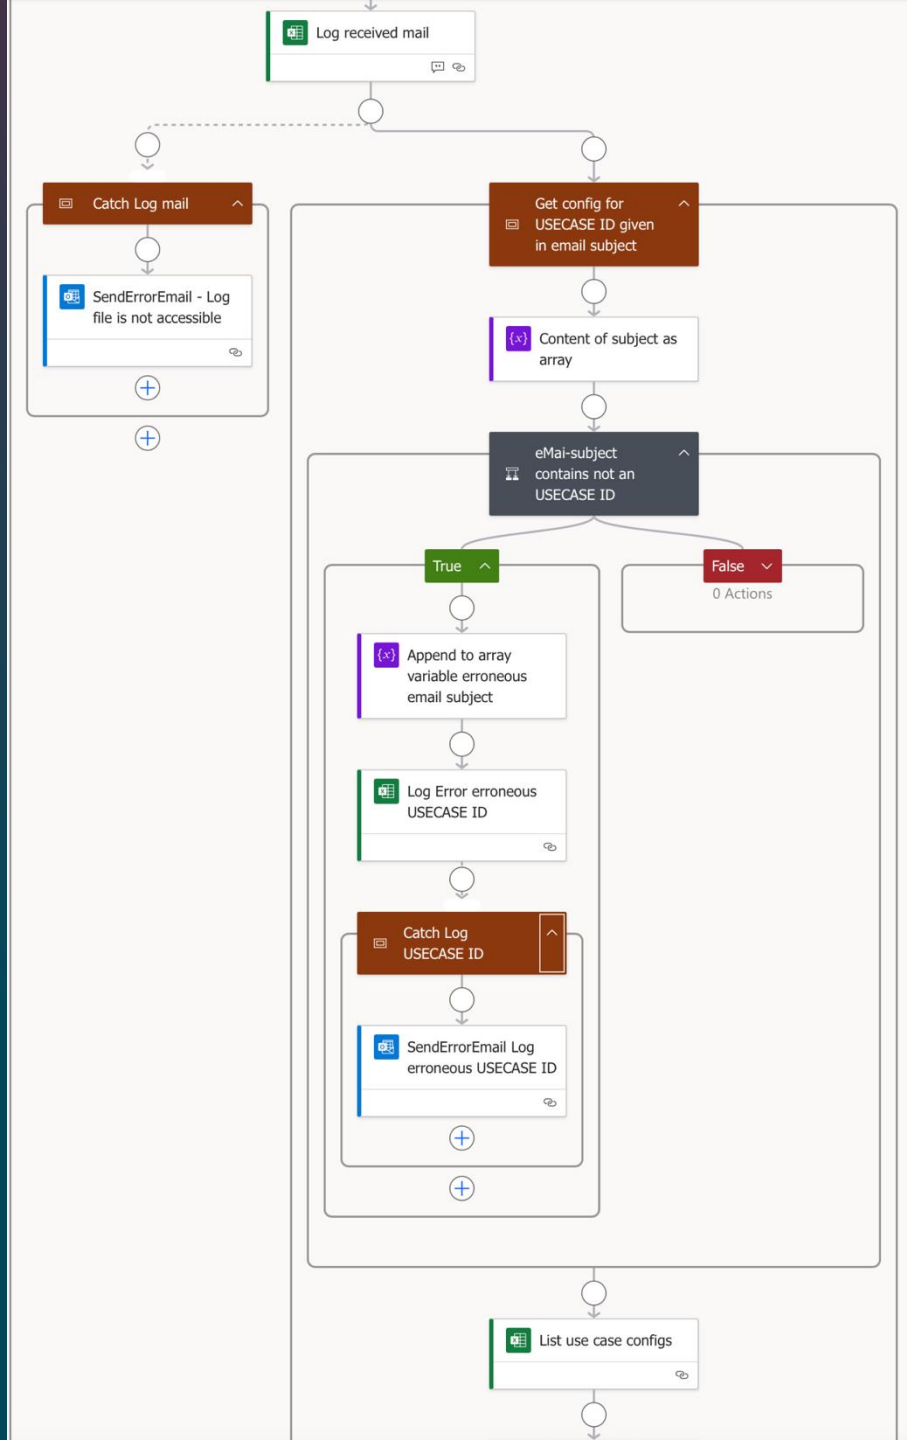 Log received mail
Catch Log mail
SendErrorEmail - Log
file is not accessible
Get config for
USECASE ID given
in email subject
{x}
Content of subject as
array
eMai-subject
contains not an
USECASE ID
True
False
0 Actions
{x}
Append to array
variable erroneous
email subject
Log Error erroneous
USECASE ID
Catch Log
USECASE ID
SendErrorEmail Log
erroneous USECASE ID
List use case configs